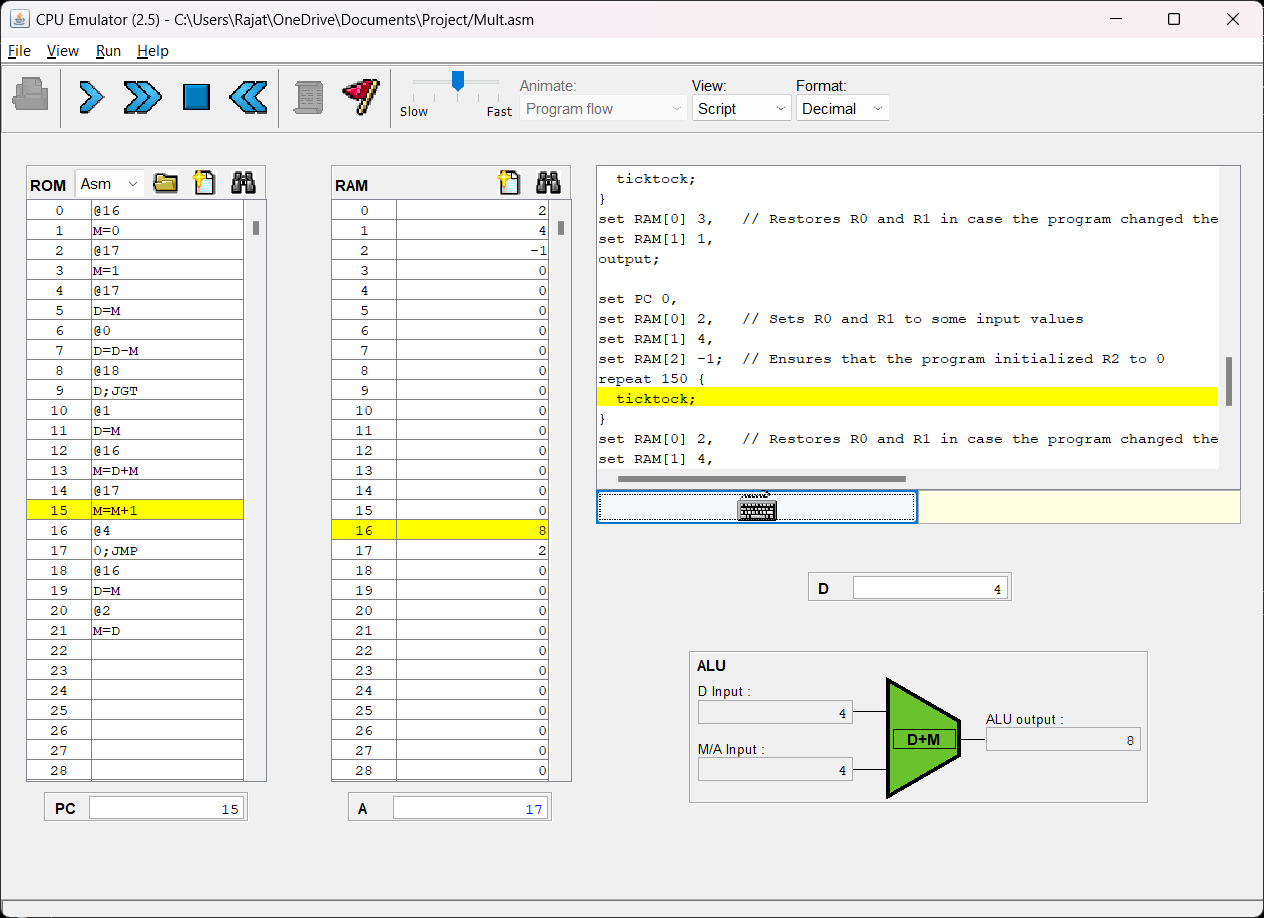 CPU Emulator (2.5) - C:\Users\Rajat\OneDrive\Documents\Project/Mult.asm
File View Run Help
Slow Fast
Animate:
Program flow
View:
Script
Format:
Decimal
ROM Asm
0 @16
1 M=0
2 @17
3 M=1
4 @17
5 D=M
6 @0
7 D=D-M
8 @18
9 D;JGT
10 @1
11 D=M
12 @16
13 M=D+M
14 @17
15 M=M+1
16 @4
17 0;JMP
18 @16
19 D=M
20 @2
21 M=D
22
23
24
25
26
27
28
PC 15
RAM
0 2
1 4
2 -1
3 0
4 0
5 0
6 0
7 0
8 0
9 0
10 0
11 0
12 0
13 0
14 0
15 0
16 8
17 2
18 0
19 0
20 0
21 0
22 0
23 0
24 0
25 0
26 0
27 0
28 0
A 17
ticktock;
}
set RAM[0] 3,   // Restores R0 and R1 in case the program changed the
set RAM[1] 1,
output;
set PC 0,
set RAM[0] 2,   // Sets R0 and R1 to some input values
set RAM[1] 4,
set RAM[2] -1;  // Ensures that the program initialized R2 to 0
repeat 150 {
ticktock;
}
set RAM[0] 2,   // Restores R0 and R1 in case the program changed the
set RAM[1] 4,
D 4
ALU
D Input :
4
M/A Input :
4
D+M
ALU output :
8